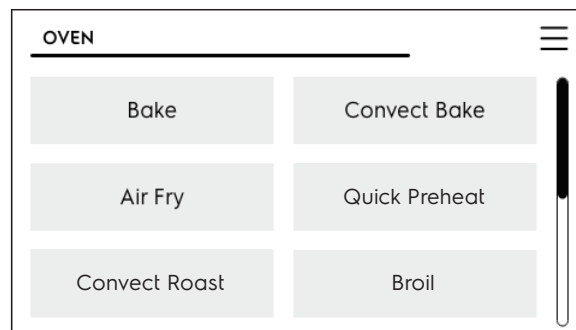 OVEN
Bake
Convect Bake
Air Fry
Quick Preheat
Convect Roast
Broil